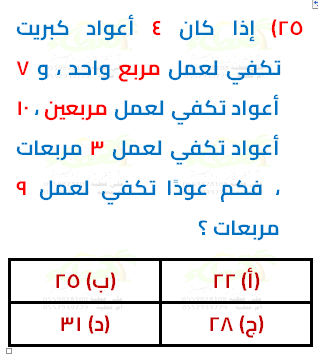 ٢٥) إذا كان ٤ أعواد كبريت
تكفي لعمل مربع واحد ، و ٧
أعواد تكفي لعمل مربعين ، ١٠
أعواد تكفي لعمل ٣ مربعات
، فكم عودًا تكفي لعمل ٩
مربعات ؟
(أ) ٢٢ (ب) ٢٥
(ج) ٢٨ (د) ٣١